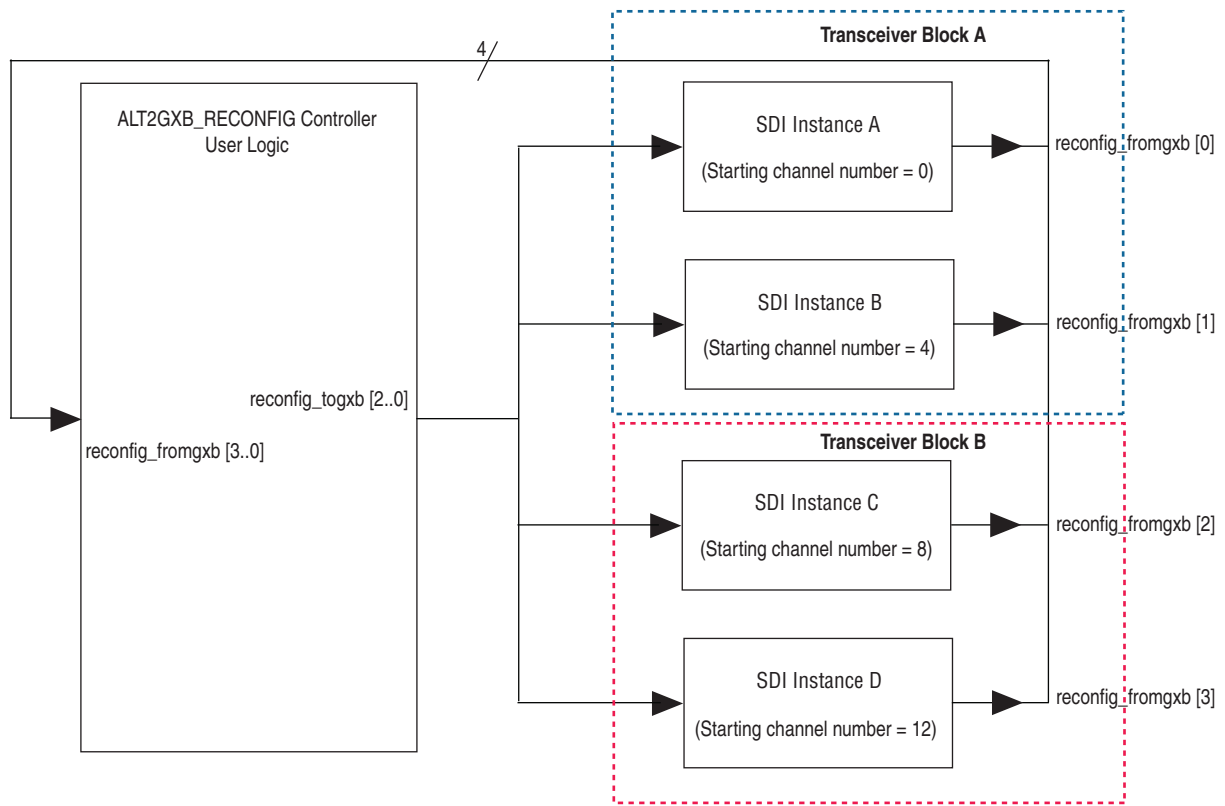 Transceiver Block A
4
ALT2GXB_RECONFIG Controller
User Logic
SDI Instance A
(Starting channel number = 0)
reconfig_fromgxb [0]
SDI Instance B
(Starting channel number = 4)
reconfig_fromgxb [1]
reconfig_togxb [2..0]
reconfig_fromgxb [3..0]
Transceiver Block B
SDI Instance C
(Starting channel number = 8)
reconfig_fromgxb [2]
SDI Instance D
(Starting channel number = 12)
reconfig_fromgxb [3]